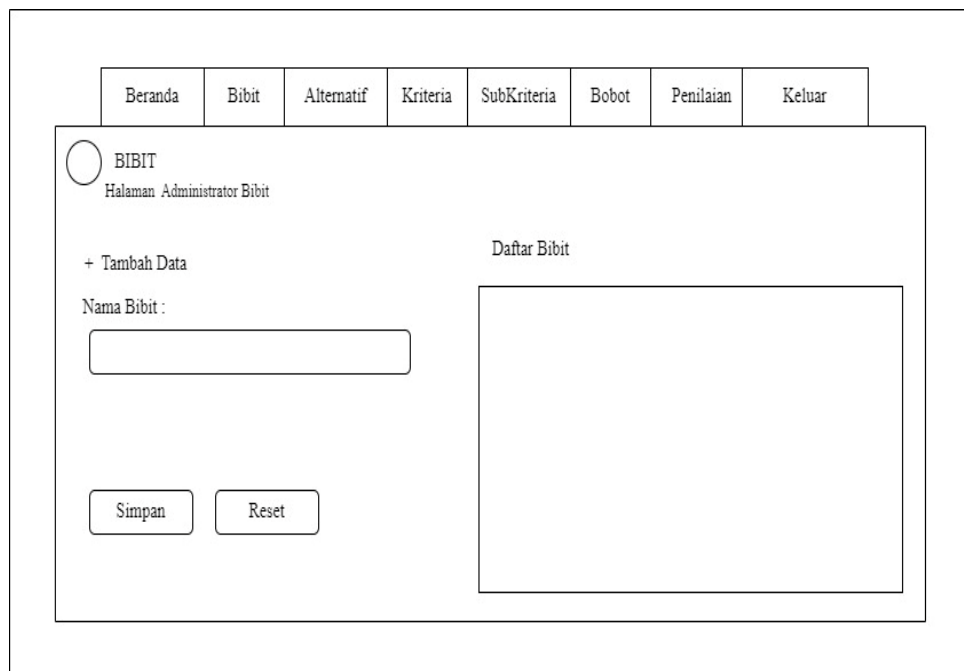 Beranda Bibit Alternatif Kriteria SubKriteria Bobot Penilaian Keluar
BIBIT
Halaman Administrator Bibit
+ Tambah Data
Nama Bibit :
Simpan Reset
Daftar Bibit